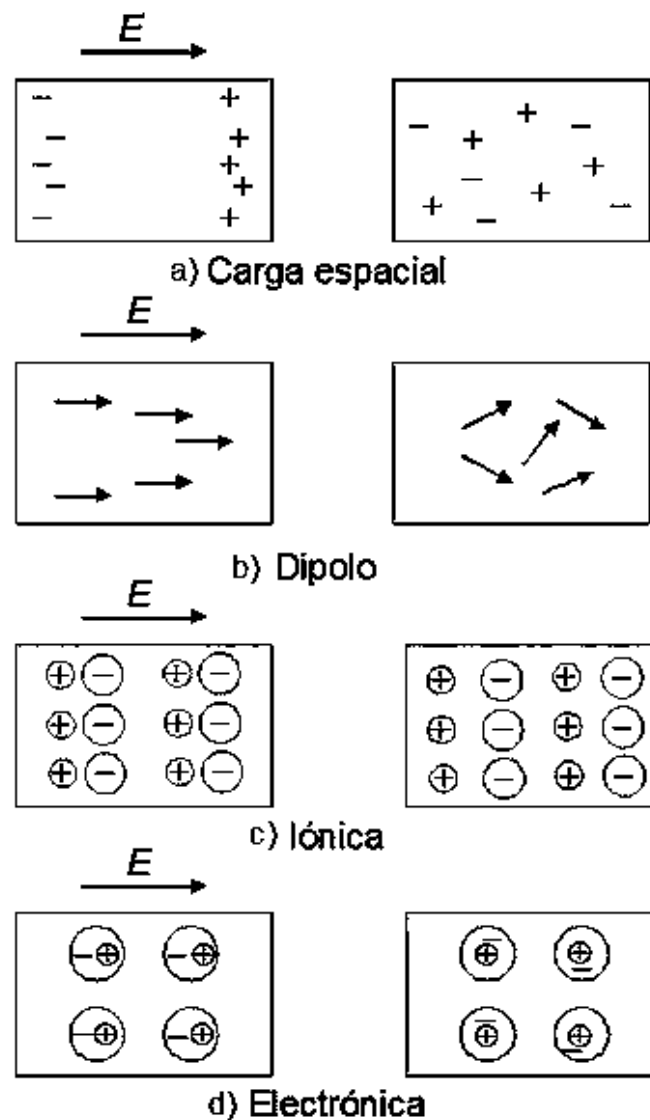 E
a) Carga espacial
E
b) Dipolo
E
c) Iónica
E
d) Electrónica